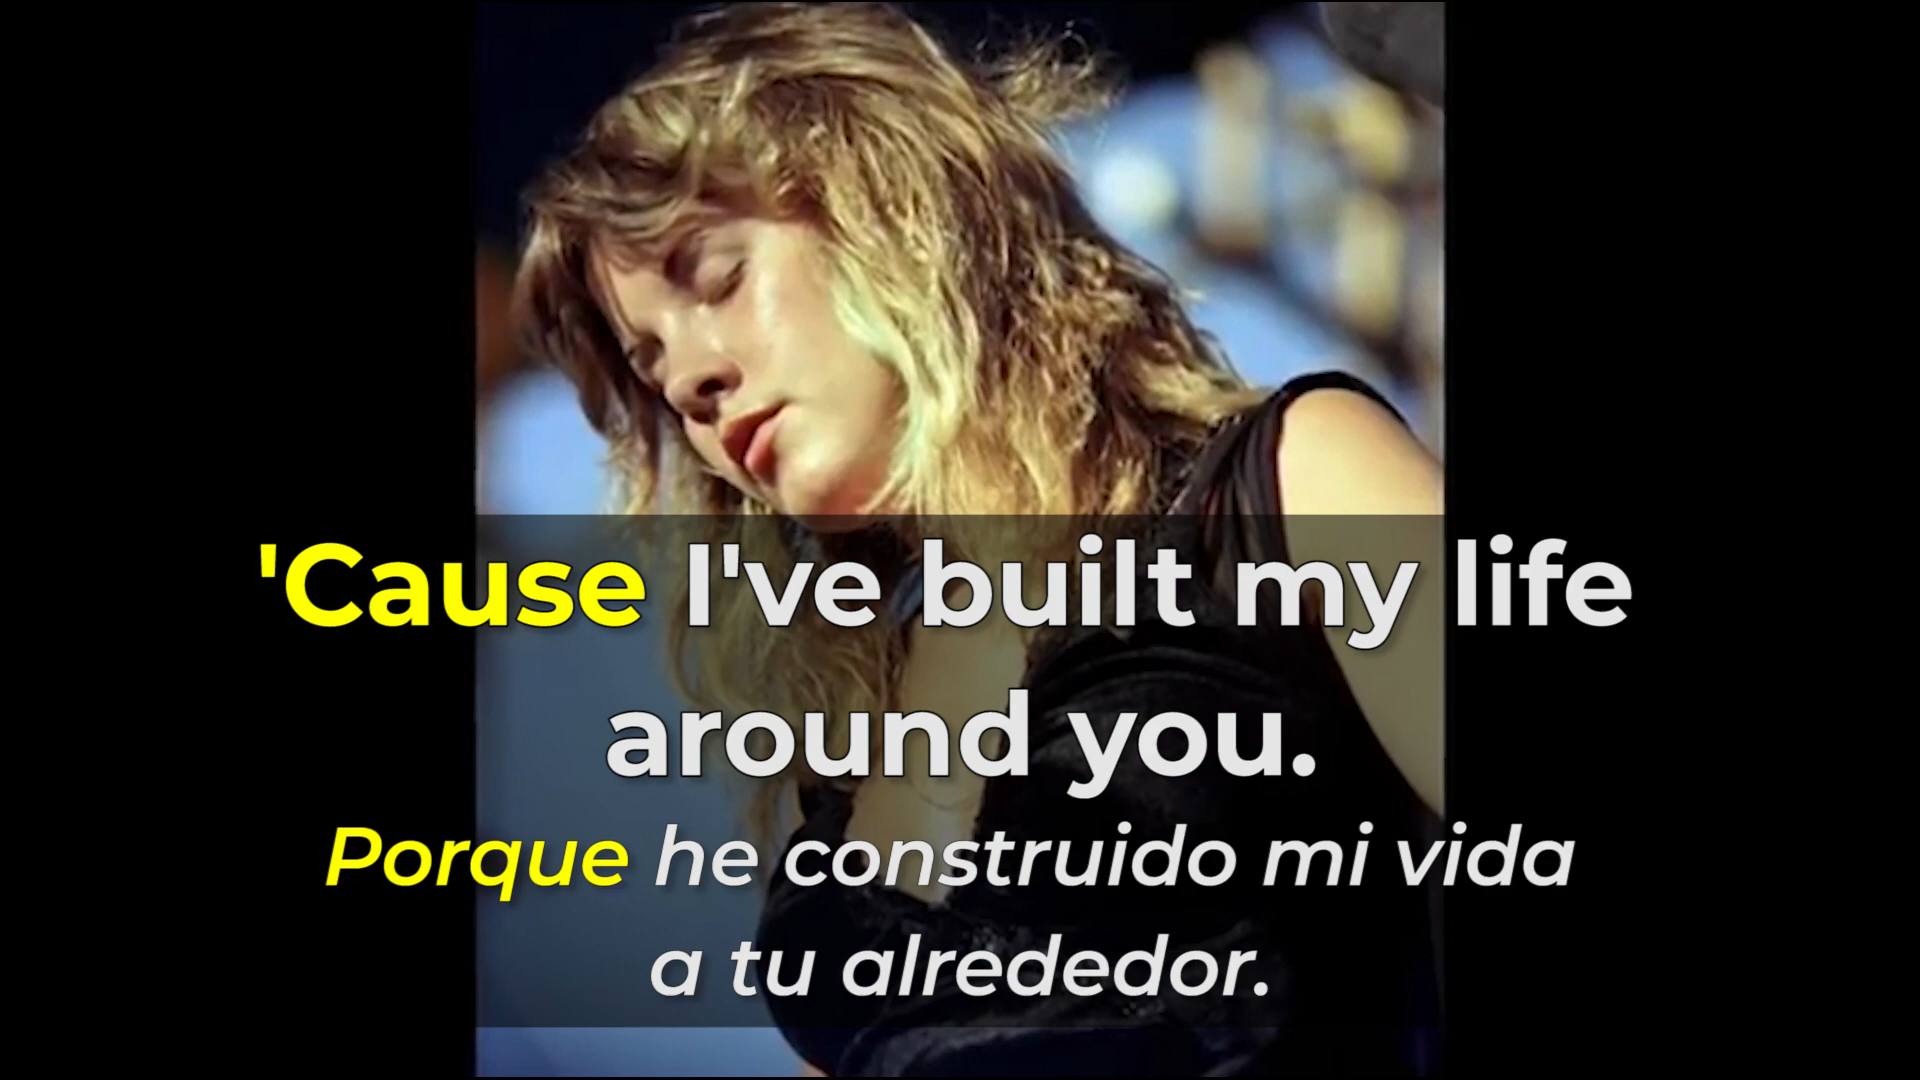 'Cause I've built my life
around you.
Porque he construido mi vida
a tu alrededor.